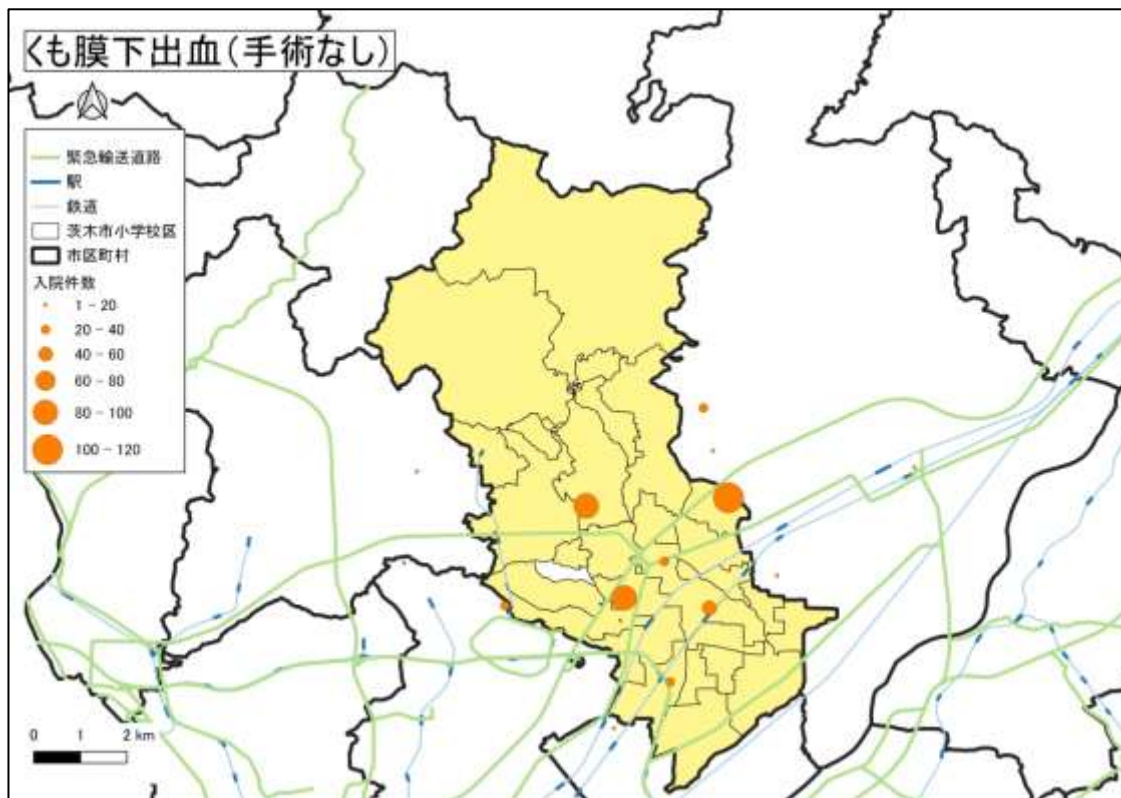 くも膜下出血(手術なし)
緊急輸送道路
駅
鉄道
茨木市小学校区
市区町村
入院件数
1 - 20
20 - 40
40 - 60
60 - 80
80 - 100
100 - 120
0 1 2 km